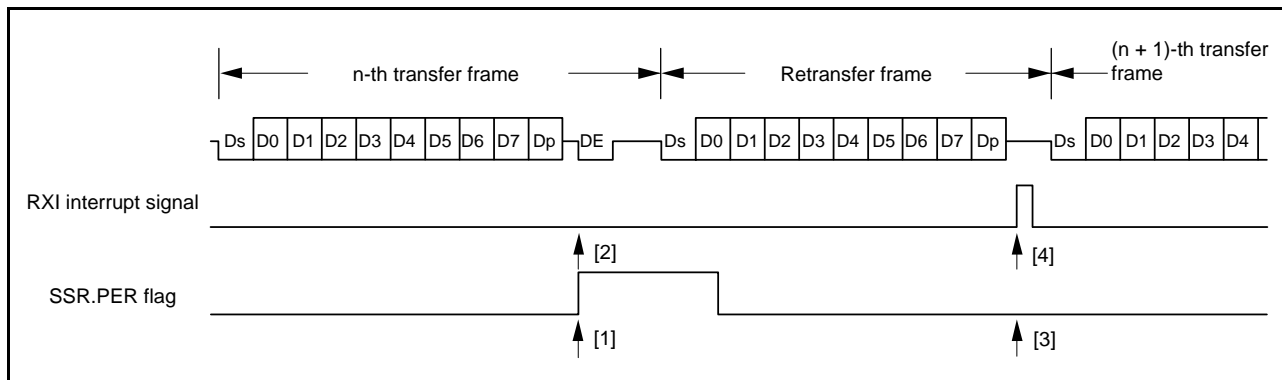 n-th transfer frame
Retransfer frame
(n + 1)-th transfer
frame
Ds D0 D1 D2 D3 D4 D5 D6 D7 Dp DE Ds D0 D1 D2 D3 D4 D5 D6 D7 Dp Ds D0 D1 D2 D3 D4
RXI interrupt signal
[2]
[4]
SSR.PER flag
[1]
[3]